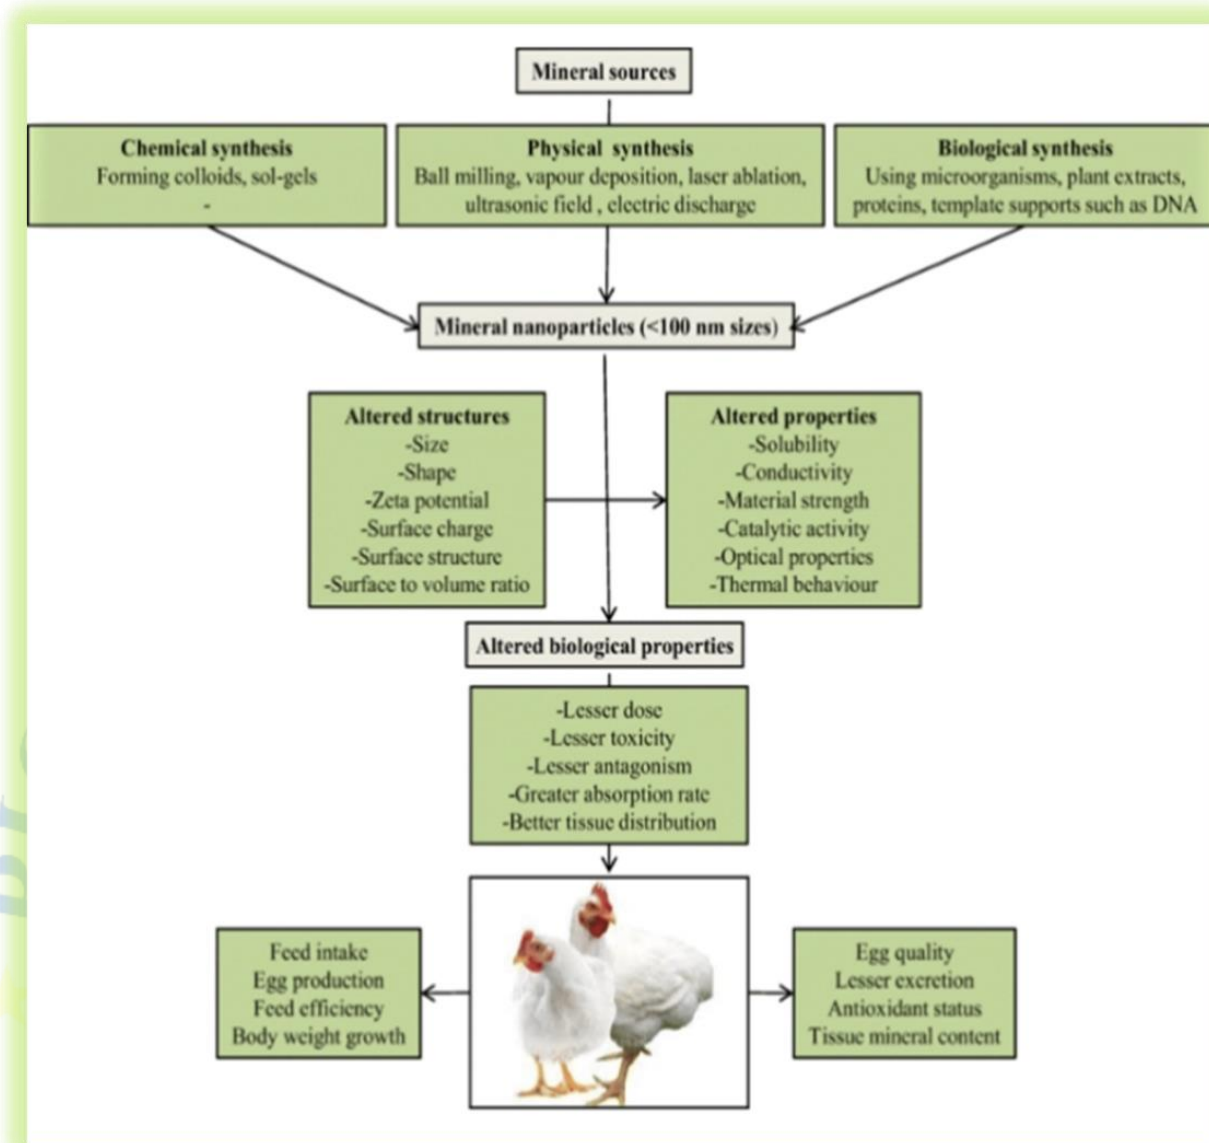 Mineral sources
Chemical synthesis
Forming colloids, sol-gels
-
Physical synthesis
Ball milling, vapour deposition, laser ablation,
ultrasonic field , electric discharge
Biological synthesis
Using microorganisms, plant extracts,
proteins, template supports such as DNA
Mineral nanoparticles (<100 nm sizes)
Altered structures
-Size
-Shape
-Zeta potential
-Surface charge
-Surface structure
-Surface to volume ratio
Altered properties
-Solubility
-Conductivity
-Material strength
-Catalytic activity
-Optical properties
-Thermal behaviour
Altered biological properties
-Lesser dose
-Lesser toxicity
-Lesser antagonism
-Greater absorption rate
-Better tissue distribution
Feed intake
Egg production
Feed efficiency
Body weight growth
Egg quality
Lesser excretion
Antioxidant status
Tissue mineral content